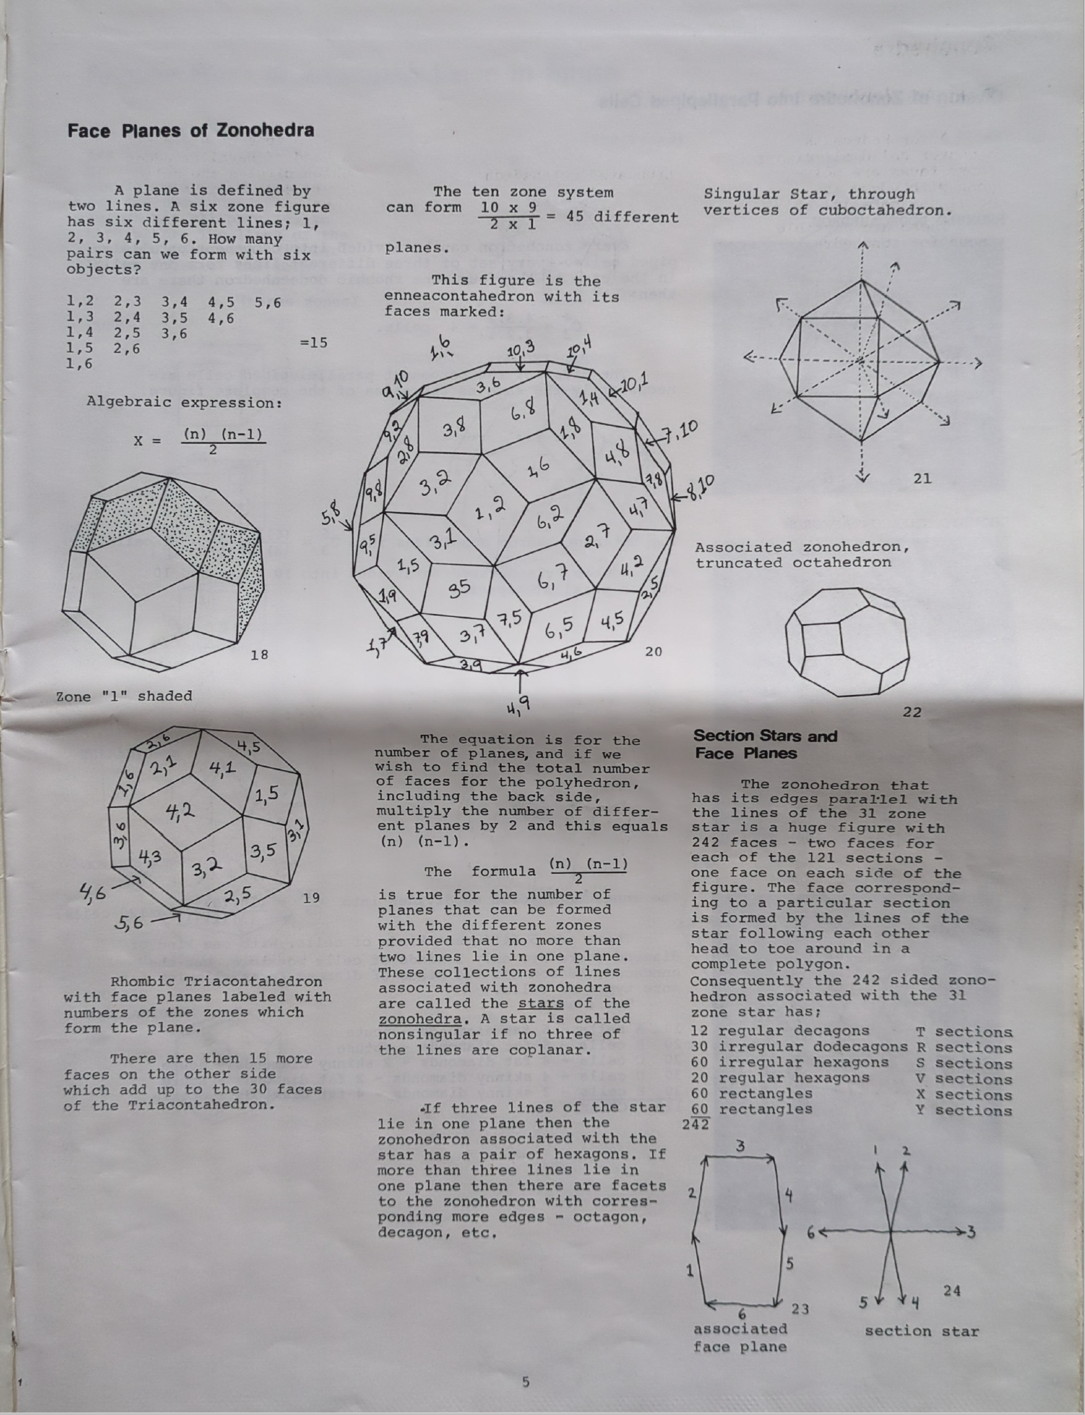 Face Planes of Zonohedra
A plane is defined by
two lines. A six zone figure
has six different lines; 1,
2, 3, 4, 5, 6. How many
pairs can we form with six
objects?
1,2 2,3 3,4 4,5 5,6
1,3 2,4 3,5 4,6
1,4 2,5 3,6
1,5 2,6 =15
1,6
Algebraic expression:
X = (n) (n-1)
2
18
Zone "1" shaded
2,6
4,5
1,6
2,1
4,1
1,5
4,2
3,6
4,3
3,2
3,5
3,1
2,5
4,6
5,6
19
Rhombic Triacontahedron
with face planes labeled with
numbers of the zones which
form the plane.
There are then 15 more
faces on the other side
which add up to the 30 faces
of the Triacontahedron.
The ten zone system
can form 10 x 9 = 45 different
2 x 1
planes.
This figure is the
enneacontahedron with its
faces marked:
1,6
10,3
10,4
9,10
3,6
10,1
1,4
6,8
9,2
3,8
1,8
7,10
2,8
4,8
1,6
3,2
7,8
9,8
8,10
1,2
4,7
5,8
6,2
3,1
2,7
9,5
1,5
4,2
6,7
35
2,5
1,9
7,5
4,5
6,5
3,7
7,9
1,7
4,6
3,9
4,9
20
The equation is for the
number of planes, and if we
wish to find the total number
of faces for the polyhedron,
including the back side,
multiply the number of differ-
ent planes by 2 and this equals
(n) (n-1).
The formula (n) (n-1)
2
is true for the number of
planes that can be formed
with the different zones
provided that no more than
two lines lie in one plane.
These collections of lines
associated with zonohedra
are called the stars of the
zonohedra. A star is called
nonsingular if no three of
the lines are coplanar.
If three lines of the star
lie in one plane then the
zonohedron associated with the
star has a pair of hexagons. If
more than three lines lie in
one plane then there are facets
to the zonohedron with corres-
ponding more edges - octagon,
decagon, etc.
Singular Star, through
vertices of cuboctahedron.
21
Associated zonohedron,
truncated octahedron
22
Section Stars and
Face Planes
The zonohedron that
has its edges parallel with
the lines of the 31 zone
star is a huge figure with
242 faces - two faces for
each of the 121 sections -
one face on each side of the
figure. The face correspond-
ing to a particular section
is formed by the lines of the
star following each other
head to toe around in a
complete polygon.
Consequently the 242 sided zono-
hedron associated with the 31
zone star has;
12 regular decagons T sections
30 irregular dodecagons R sections
60 irregular hexagons S sections
20 regular hexagons V sections
60 rectangles X sections
60 rectangles Y sections
242
3
2
4
1
5
6
23
associated
face plane
1 2
6 3
5 4
24
section star
5